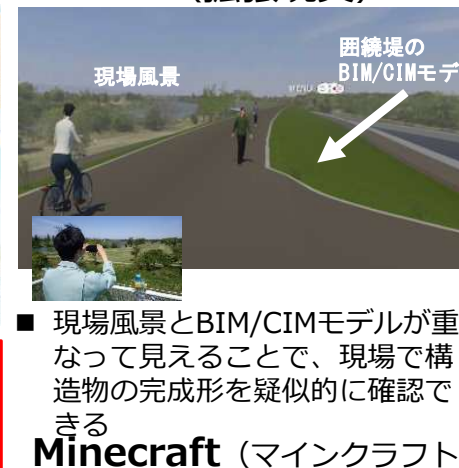 現場風景
囲繞堤の
BIM/CIMモデ
■ 現場風景とBIM/CIMモデルが重
なって見えることで、現場で構
造物の完成形を疑似的に確認で
きる
Minecraft（マインクラフト